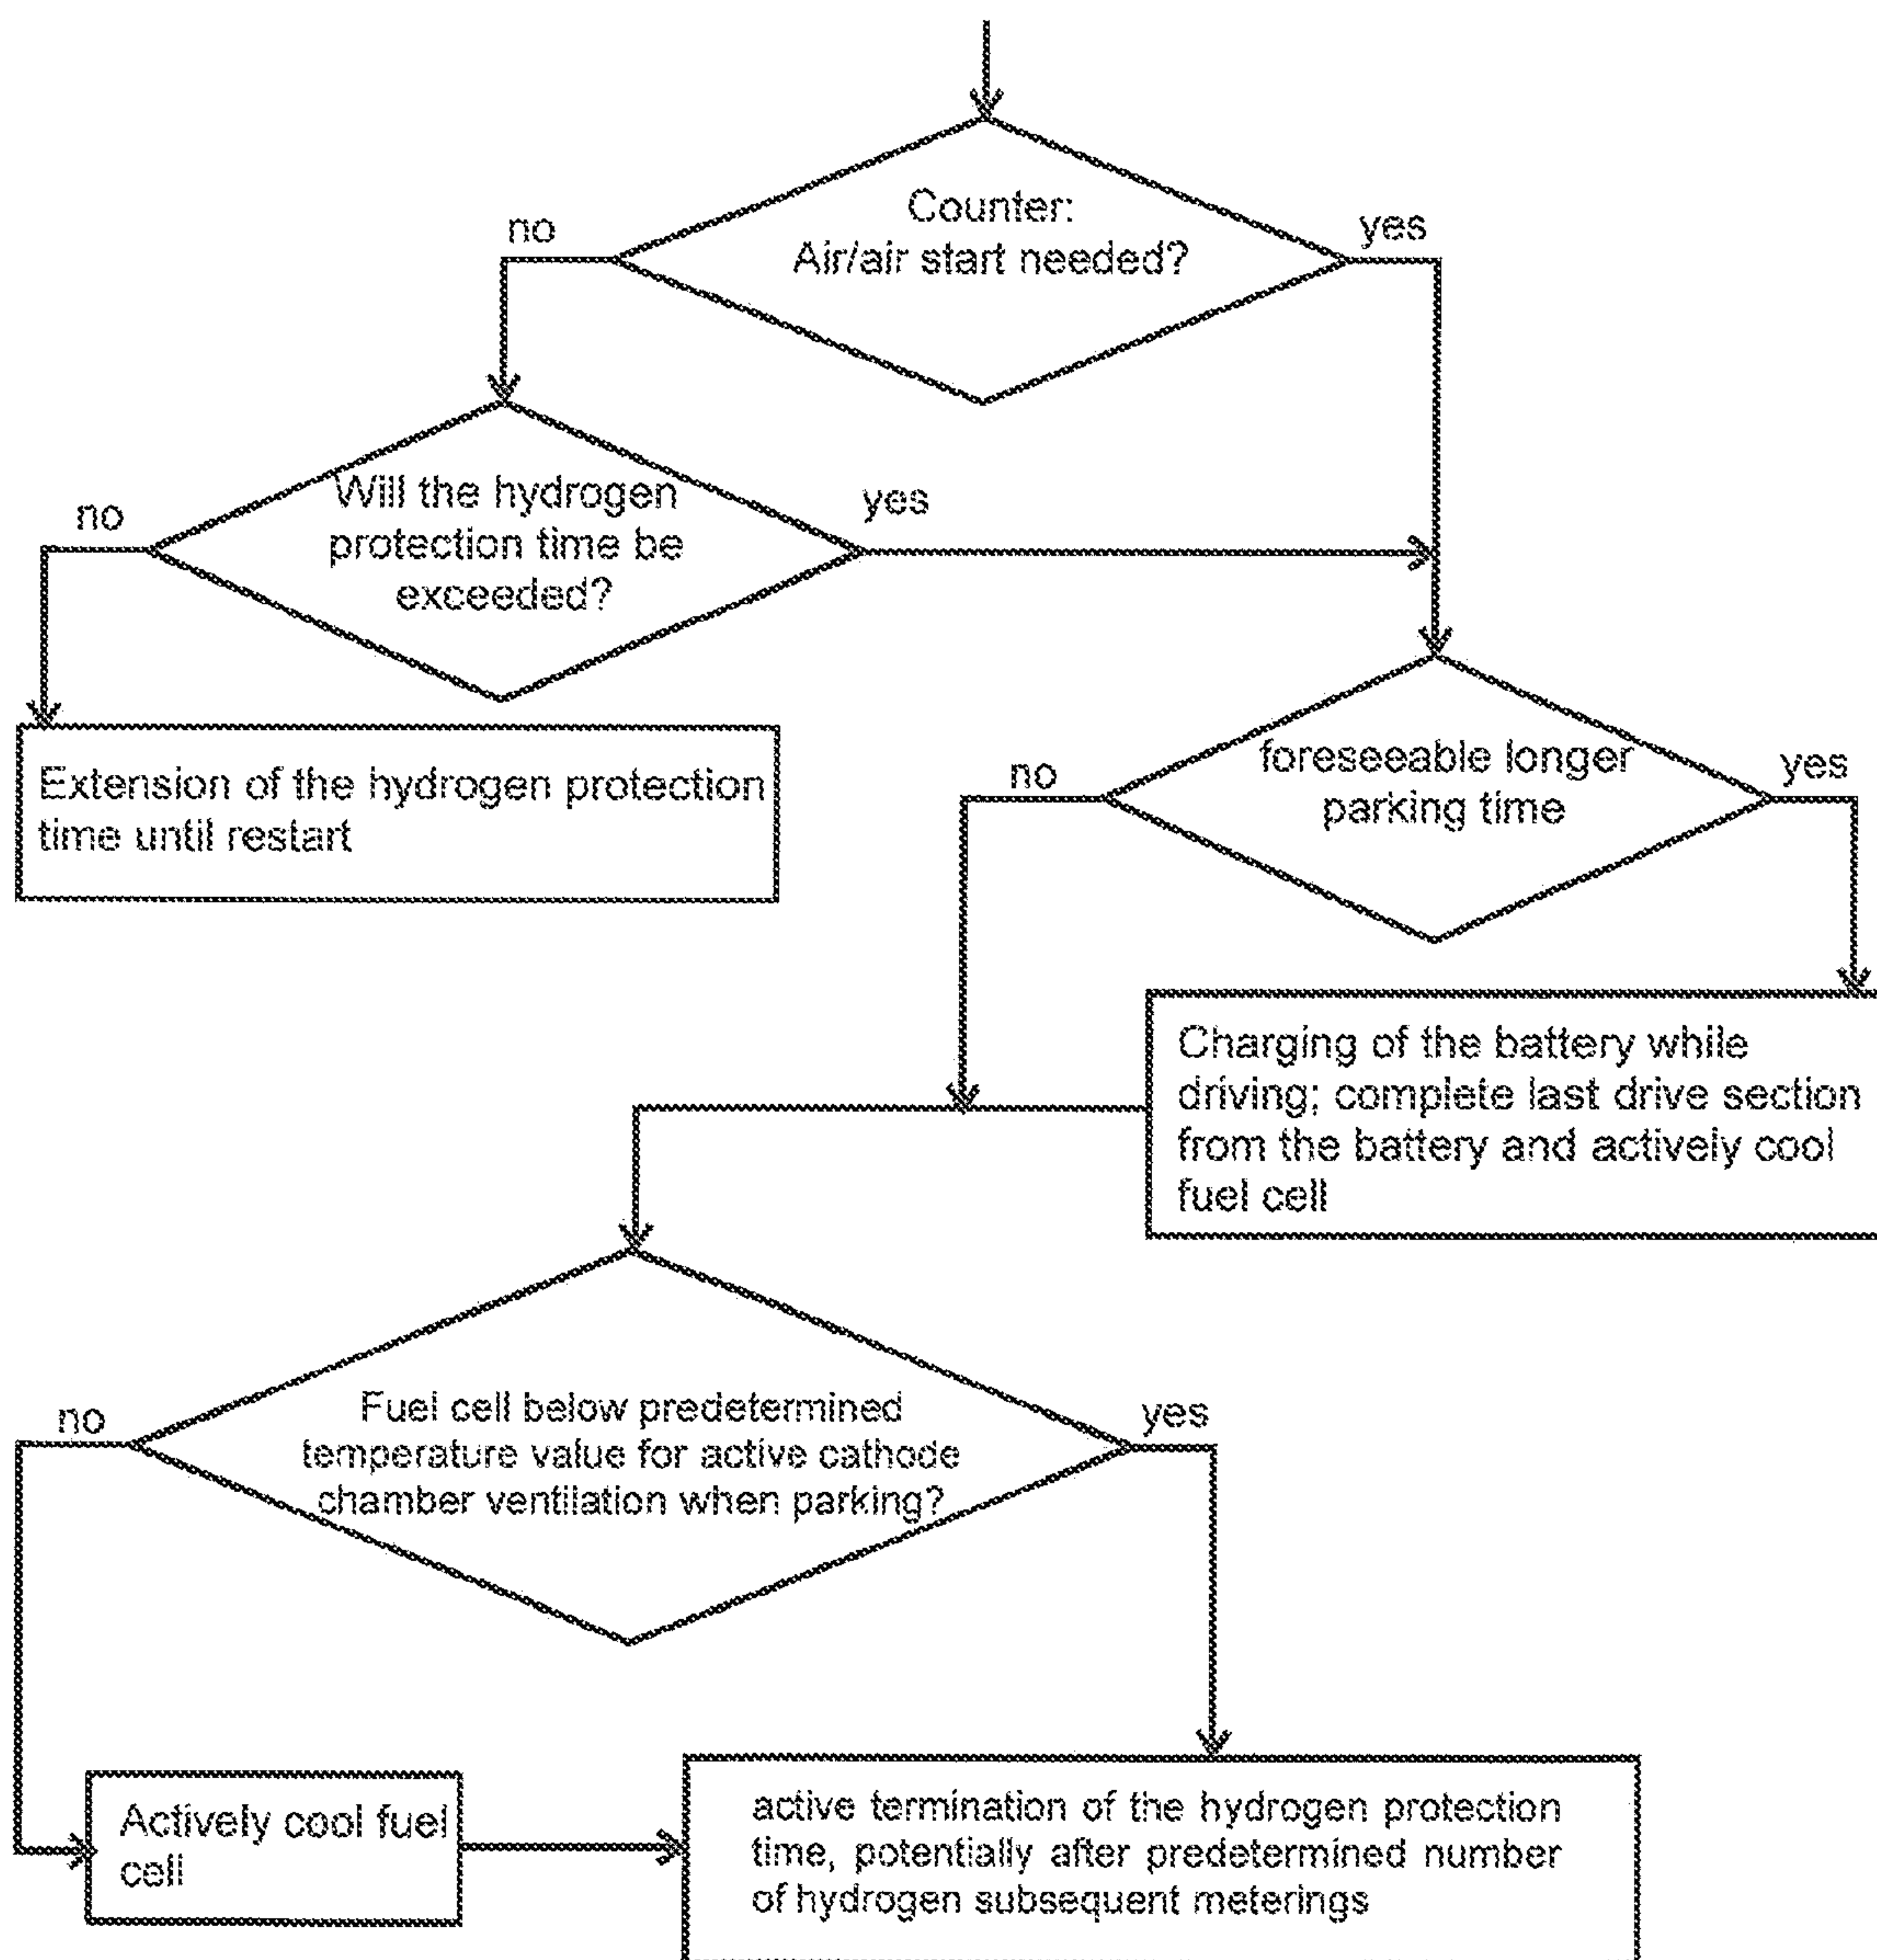 Counter:
Air/air start needed?
no
yes
Will the hydrogen
protection time be
exceeded?
no
yes
Extension of the hydrogen protection
time until restart
foreseeable longer
parking time
no
yes
Charging of the battery while
driving; complete last drive section
from the battery and actively cool
fuel cell
Fuel cell below predetermined
temperature value for active cathode
chamber ventilation when parking?
no
yes
Actively cool fuel
cell
active termination of the hydrogen protection
time, potentially after predetermined number
of hydrogen subsequent meterings